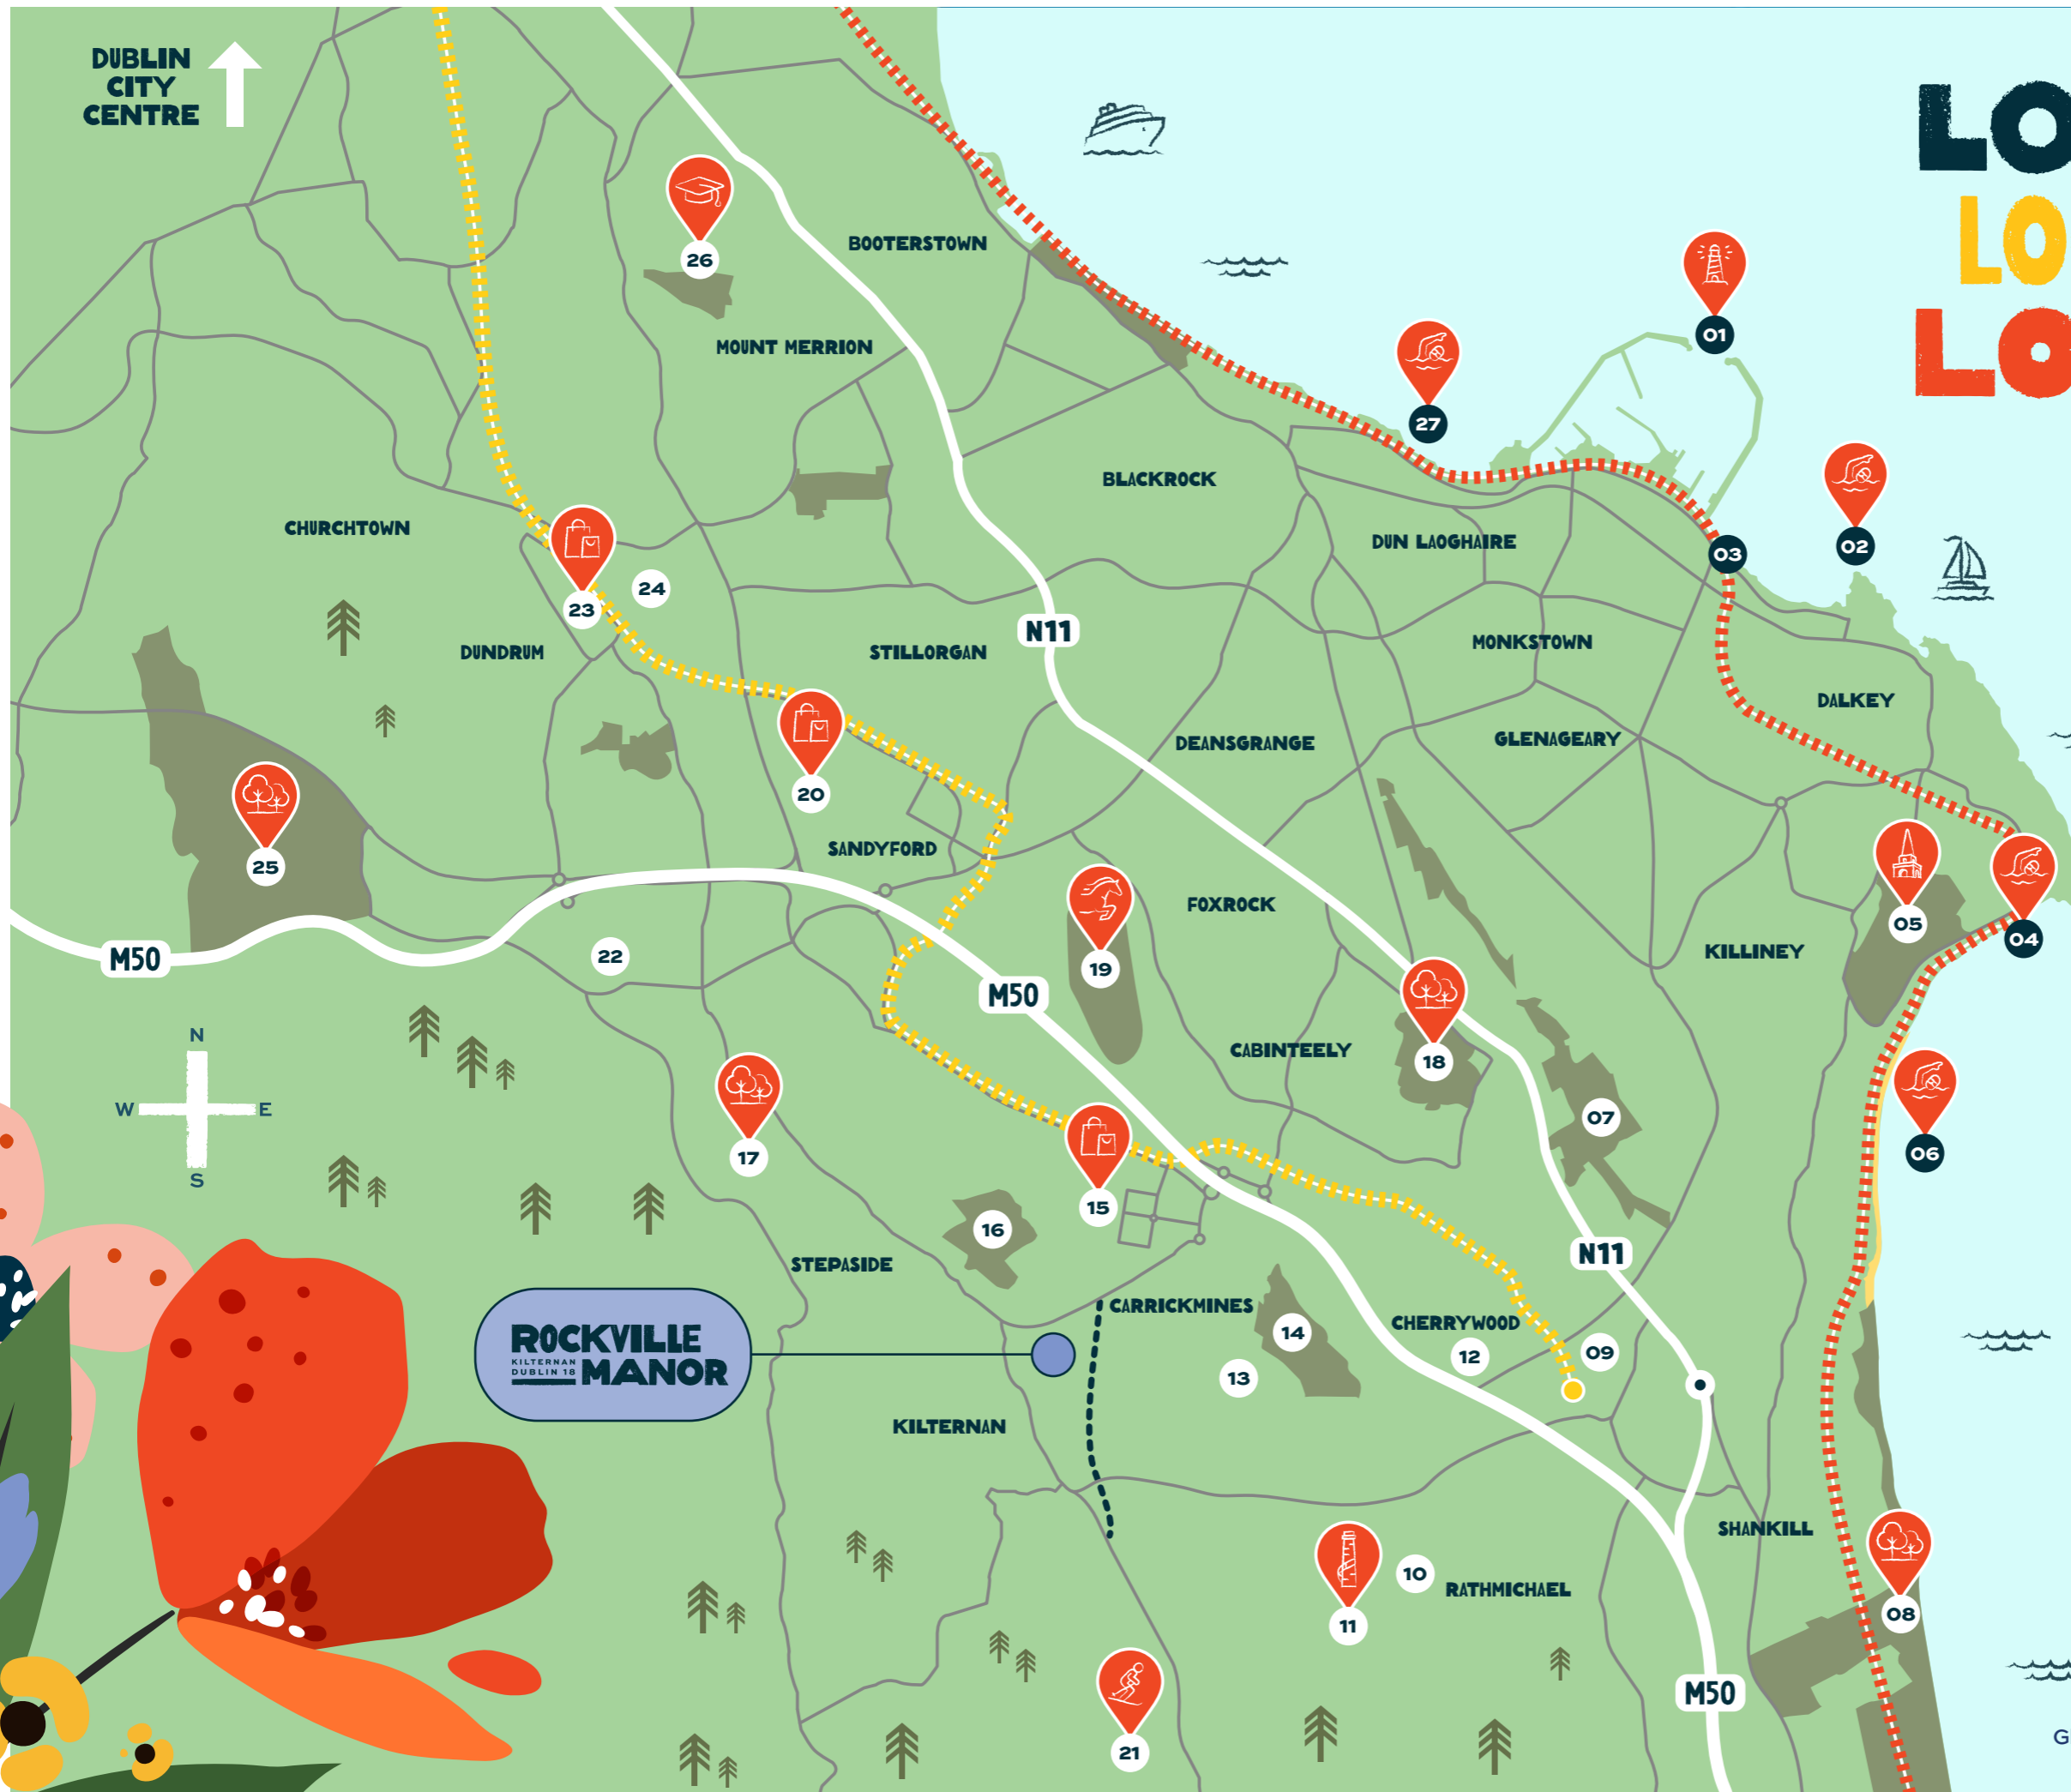 DUBLIN
CITY
CENTRE
LO
LO
LO
26
BOOTERSTOWN
01
MOUNT MERRION
27
BLACKROCK
CHURCHTOWN
DUN LAOGHAIRE
02
03
24
23
N11
DUNDRUM
STILLORGAN
MONKSTOWN
DALKEY
DEANSGRANGE
GLENAGEARY
20
SANDYFORD
25
FOXROCK
05
04
M50
22
19
KILLINEY
M50
N
W
E
S
CABINTEELY
18
07
06
17
15
16
N11
STEPASIDE
CARRICKMINES
ROCKVILLE
KILTERNAN
DUBLIN 18
MANOR
14
CHERRYWOOD
12
09
13
KILTERNAN
SHANKILL
10
RATHMICHAEL
11
08
M50
21
G